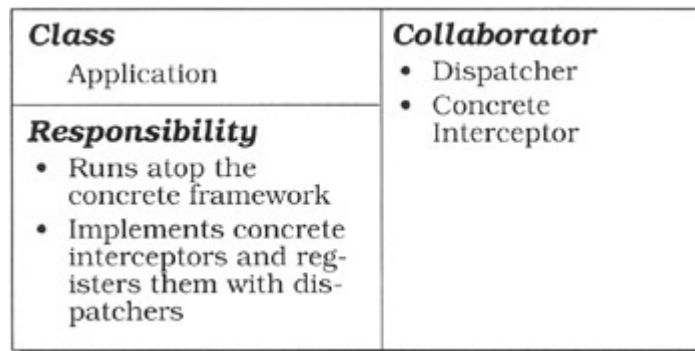 Class
Application
Responsibility
• Runs atop the
concrete framework
• Implements concrete
interceptors and reg-
isters them with dis-
patchers
Collaborator
• Dispatcher
• Concrete
Interceptor